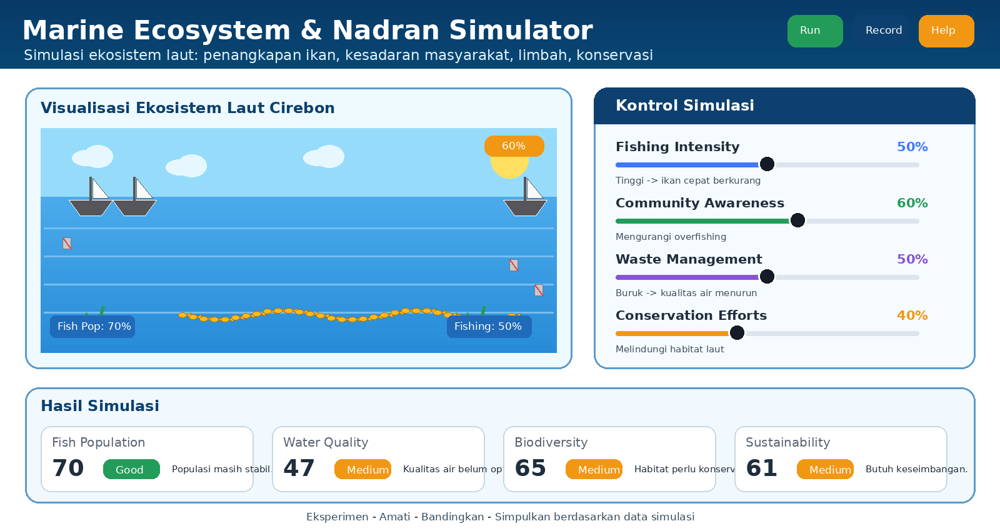 Marine Ecosystem & Nadran Simulator
Simulasi ekosistem laut: penangkapan ikan, kesadaran masyarakat, limbah, konservasi
Run
Record
Help
Visualisasi Ekosistem Laut Cirebon
60%
Fish Pop: 70%
Fishing: 50%
Kontrol Simulasi
Fishing Intensity 50%
Tinggi -> ikan cepat berkurang
Community Awareness 60%
Mengurangi overfishing
Waste Management 50%
Buruk -> kualitas air menurun
Conservation Efforts 40%
Melindungi habitat laut
Hasil Simulasi
Fish Population
70 Good Populasi masih stabil.
Water Quality
47 Medium Kualitas air belum op
Biodiversity
65 Medium Habitat perlu konserv
Sustainability
61 Medium Butuh keseimbangan.
Eksperimen - Amati - Bandingkan - Simpulkan berdasarkan data simulasi